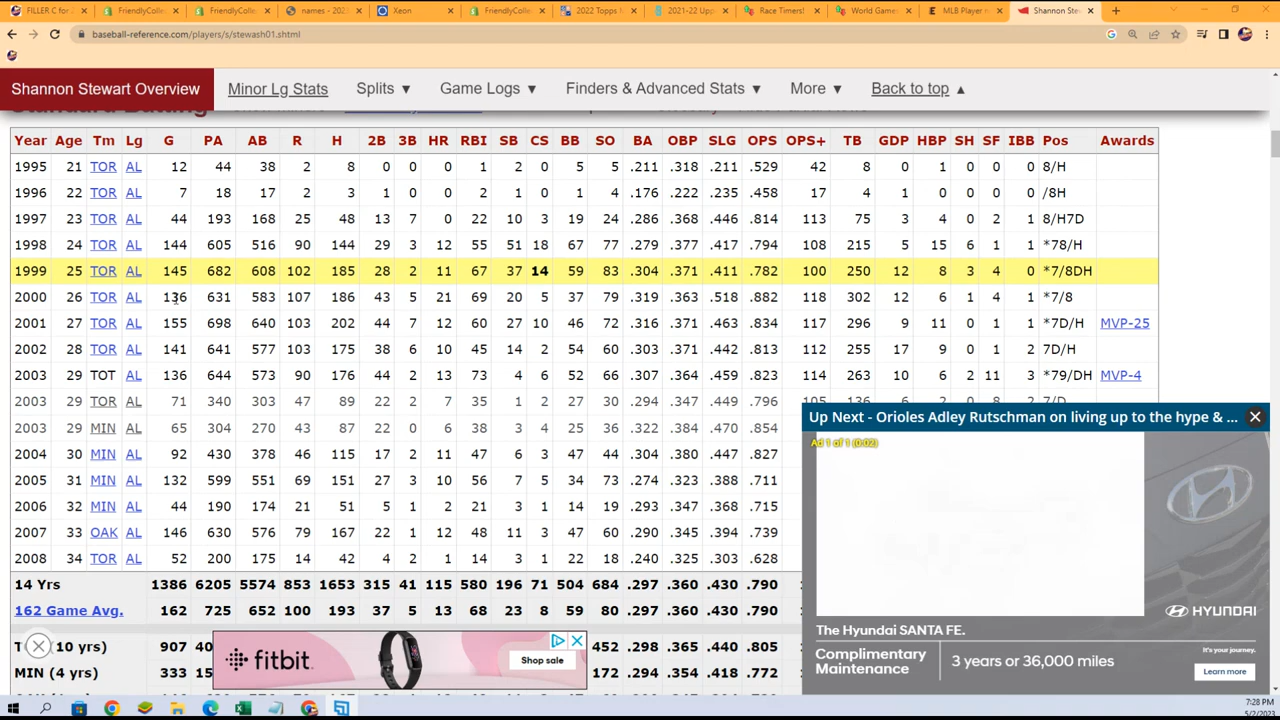 FILLER C for FriendlyColle FriendlyColle names - 202 Xeon FriendlyColle 2022 Topps 2021-22 Upp Race Timers! World Game MLB Player n Shannon Ste
baseball-reference.com/players/s/stewash01.shtml
Shannon Stewart Overview Minor Lg Stats Splits ▼ Game Logs ▼ Finders & Advanced Stats ▼ More ▼ Back to top ▲
Year Age Tm Lg G PA AB R H 2B 3B HR RBI SB CS BB SO BA OBP SLG OPS OPS+ TB GDP HBP SH SF IBB Pos Awards
1995 21 TOR AL 12 44 38 2 8 0 0 0 1 2 0 5 5 .211 .318 .211 .529 42 8 0 1 0 0 0 8/H
1996 22 TOR AL 7 18 17 2 3 1 0 0 2 1 0 1 4 .176 .222 .235 .458 17 4 1 0 0 0 0 /8H
1997 23 TOR AL 44 193 168 25 48 13 7 0 22 10 3 19 24 .286 .368 .446 .814 113 75 3 4 0 2 1 8/H7D
1998 24 TOR AL 144 605 516 90 144 29 3 12 55 51 18 67 77 .279 .377 .417 .794 108 215 5 15 6 1 1 *78/H
1999 25 TOR AL 145 682 608 102 185 28 2 11 67 37 14 59 83 .304 .371 .411 .782 100 250 12 8 3 4 0 *7/8DH
2000 26 TOR AL 136 631 583 107 186 43 5 21 69 20 5 37 79 .319 .363 .518 .882 118 302 12 6 1 4 1 *7/8
2001 27 TOR AL 155 698 640 103 202 44 7 12 60 27 10 46 72 .316 .371 .463 .834 117 296 9 11 0 1 1 *7D/H MVP-25
2002 28 TOR AL 141 641 577 103 175 38 6 10 45 14 2 54 60 .303 .371 .442 .813 112 255 17 9 0 1 2 7D/H
2003 29 TOT AL 136 644 573 90 176 44 2 13 73 4 6 52 66 .307 .364 .459 .823 114 263 10 6 2 11 3 *79/DH MVP-4
2003 29 TOR AL 71 340 303 47 89 22 2 7 35 1 2 27 30 .294 .347 .449 .796
2003 29 MIN AL 65 304 270 43 87 22 0 6 38 3 4 25 36 .322 .384 .470 .854
2004 30 MIN AL 92 430 378 46 115 17 2 11 47 6 3 47 44 .304 .380 .447 .827
2005 31 MIN AL 132 599 551 69 151 27 3 10 56 7 5 34 73 .274 .323 .388 .711
2006 32 MIN AL 44 190 174 21 51 5 1 2 21 3 1 14 19 .293 .347 .368 .715
2007 33 OAK AL 146 630 576 79 167 22 1 12 48 11 3 47 60 .290 .345 .394 .739
2008 34 TOR AL 52 200 175 14 42 4 2 1 14 3 1 22 18 .240 .325 .303 .628
14 Yrs 1386 6205 5574 853 1653 315 41 115 580 196 71 504 684 .297 .360 .430 .790
162 Game Avg. 162 725 652 100 193 37 5 13 68 23 8 59 80 .297 .360 .430 .790
(10 yrs) 907 452 .298 .365 .440 .805
MIN (4 yrs) 333 172 .294 .354 .418 .772
Up Next - Orioles Adley Rutschman on living up to the hype & ...
Ad 1 of 1 (0:02)
HYUNDAI
The Hyundai SANTA FE.
Complimentary
Maintenance
3 years or 36,000 miles
It's your journey.
Learn more
fitbit
Shop sale
7:28 PM
5/2/2023